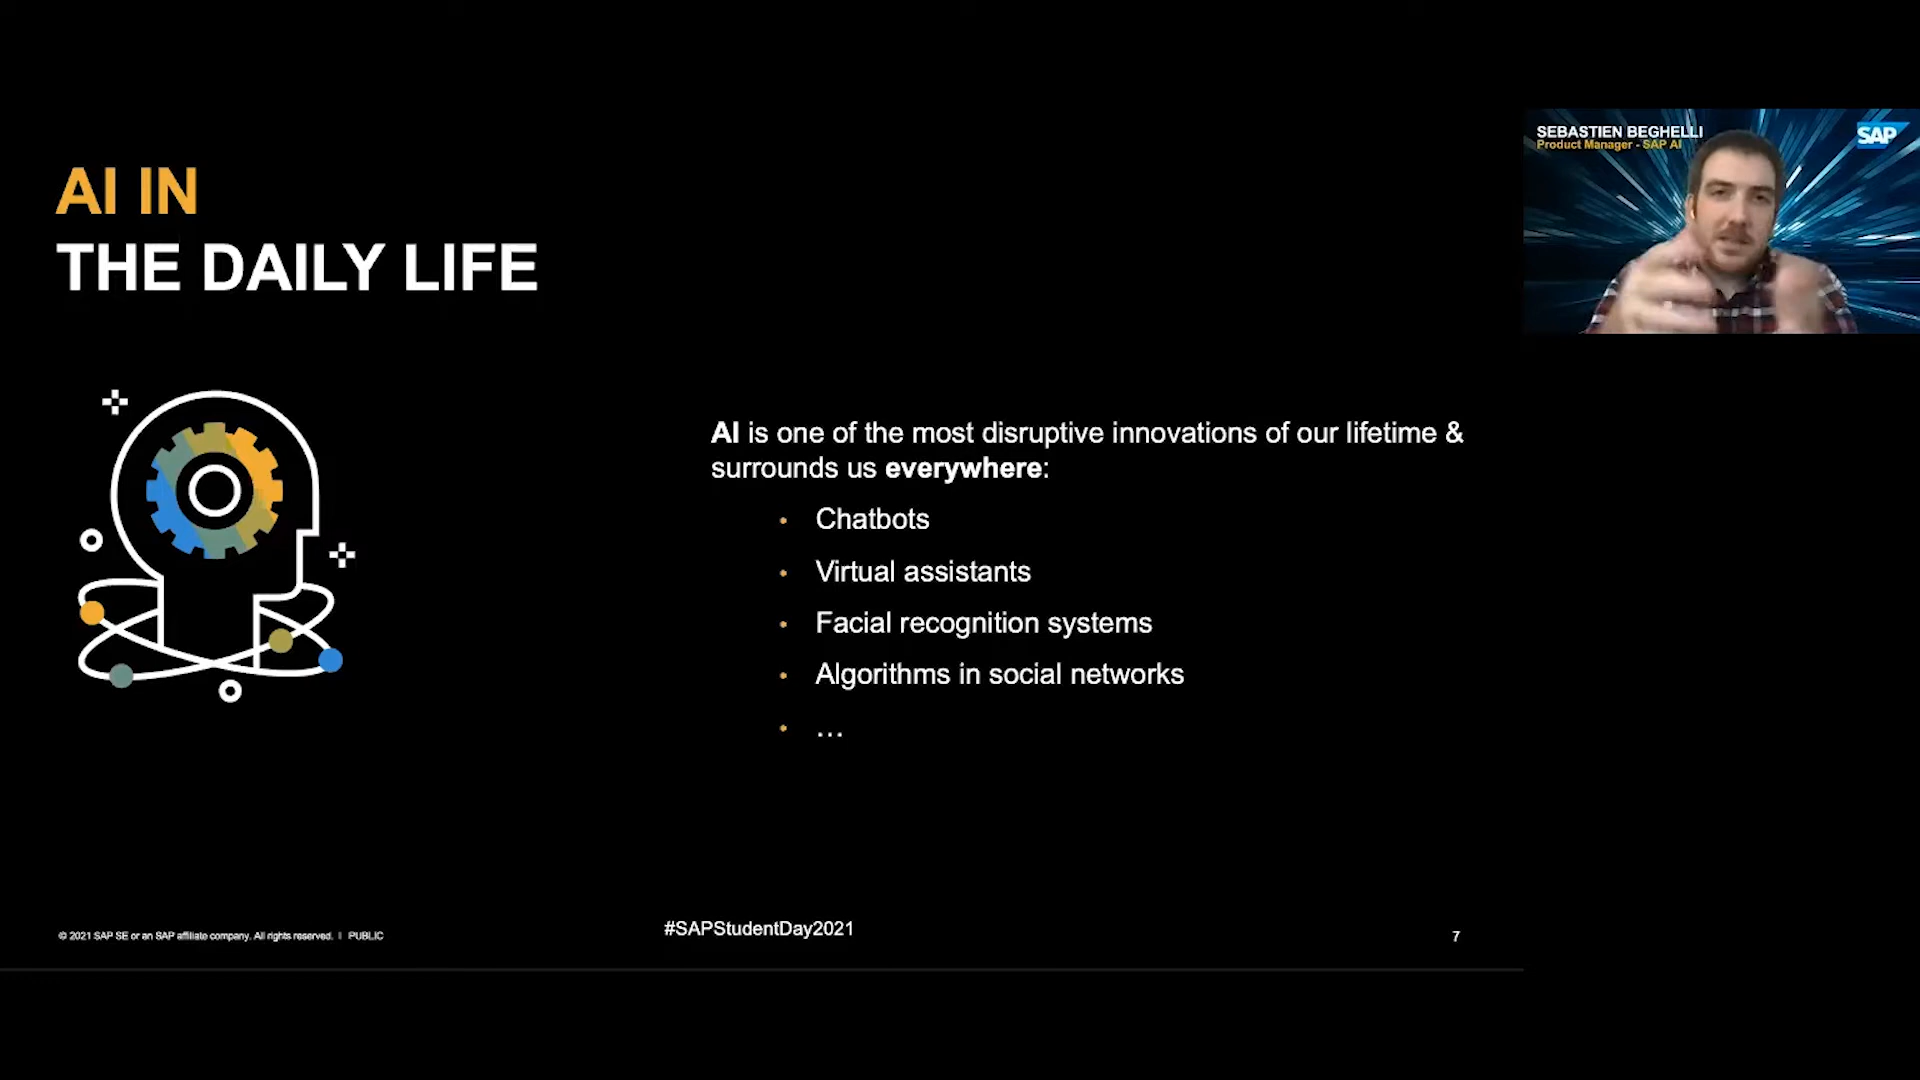 AI IN
THE DAILY LIFE
SEBASTIEN BEGHELLI
Product Manager - SAP AI
SAP
AI is one of the most disruptive innovations of our lifetime &
surrounds us everywhere:
• Chatbots
• Virtual assistants
• Facial recognition systems
• Algorithms in social networks
• …
© 2021 SAP SE or an SAP affiliate company. All rights reserved. I PUBLIC
#SAPStudentDay2021
7